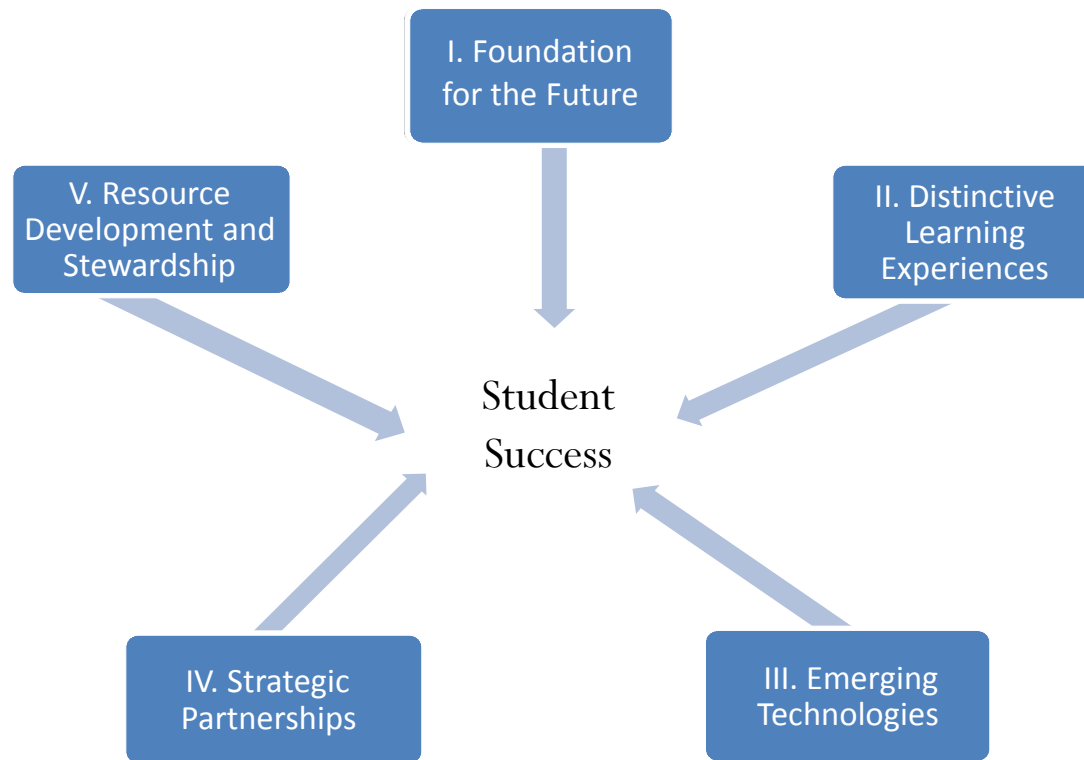 I. Foundation
for the Future
V. Resource
Development and
Stewardship
II. Distinctive
Learning
Experiences
Student
Success
IV. Strategic
Partnerships
III. Emerging
Technologies